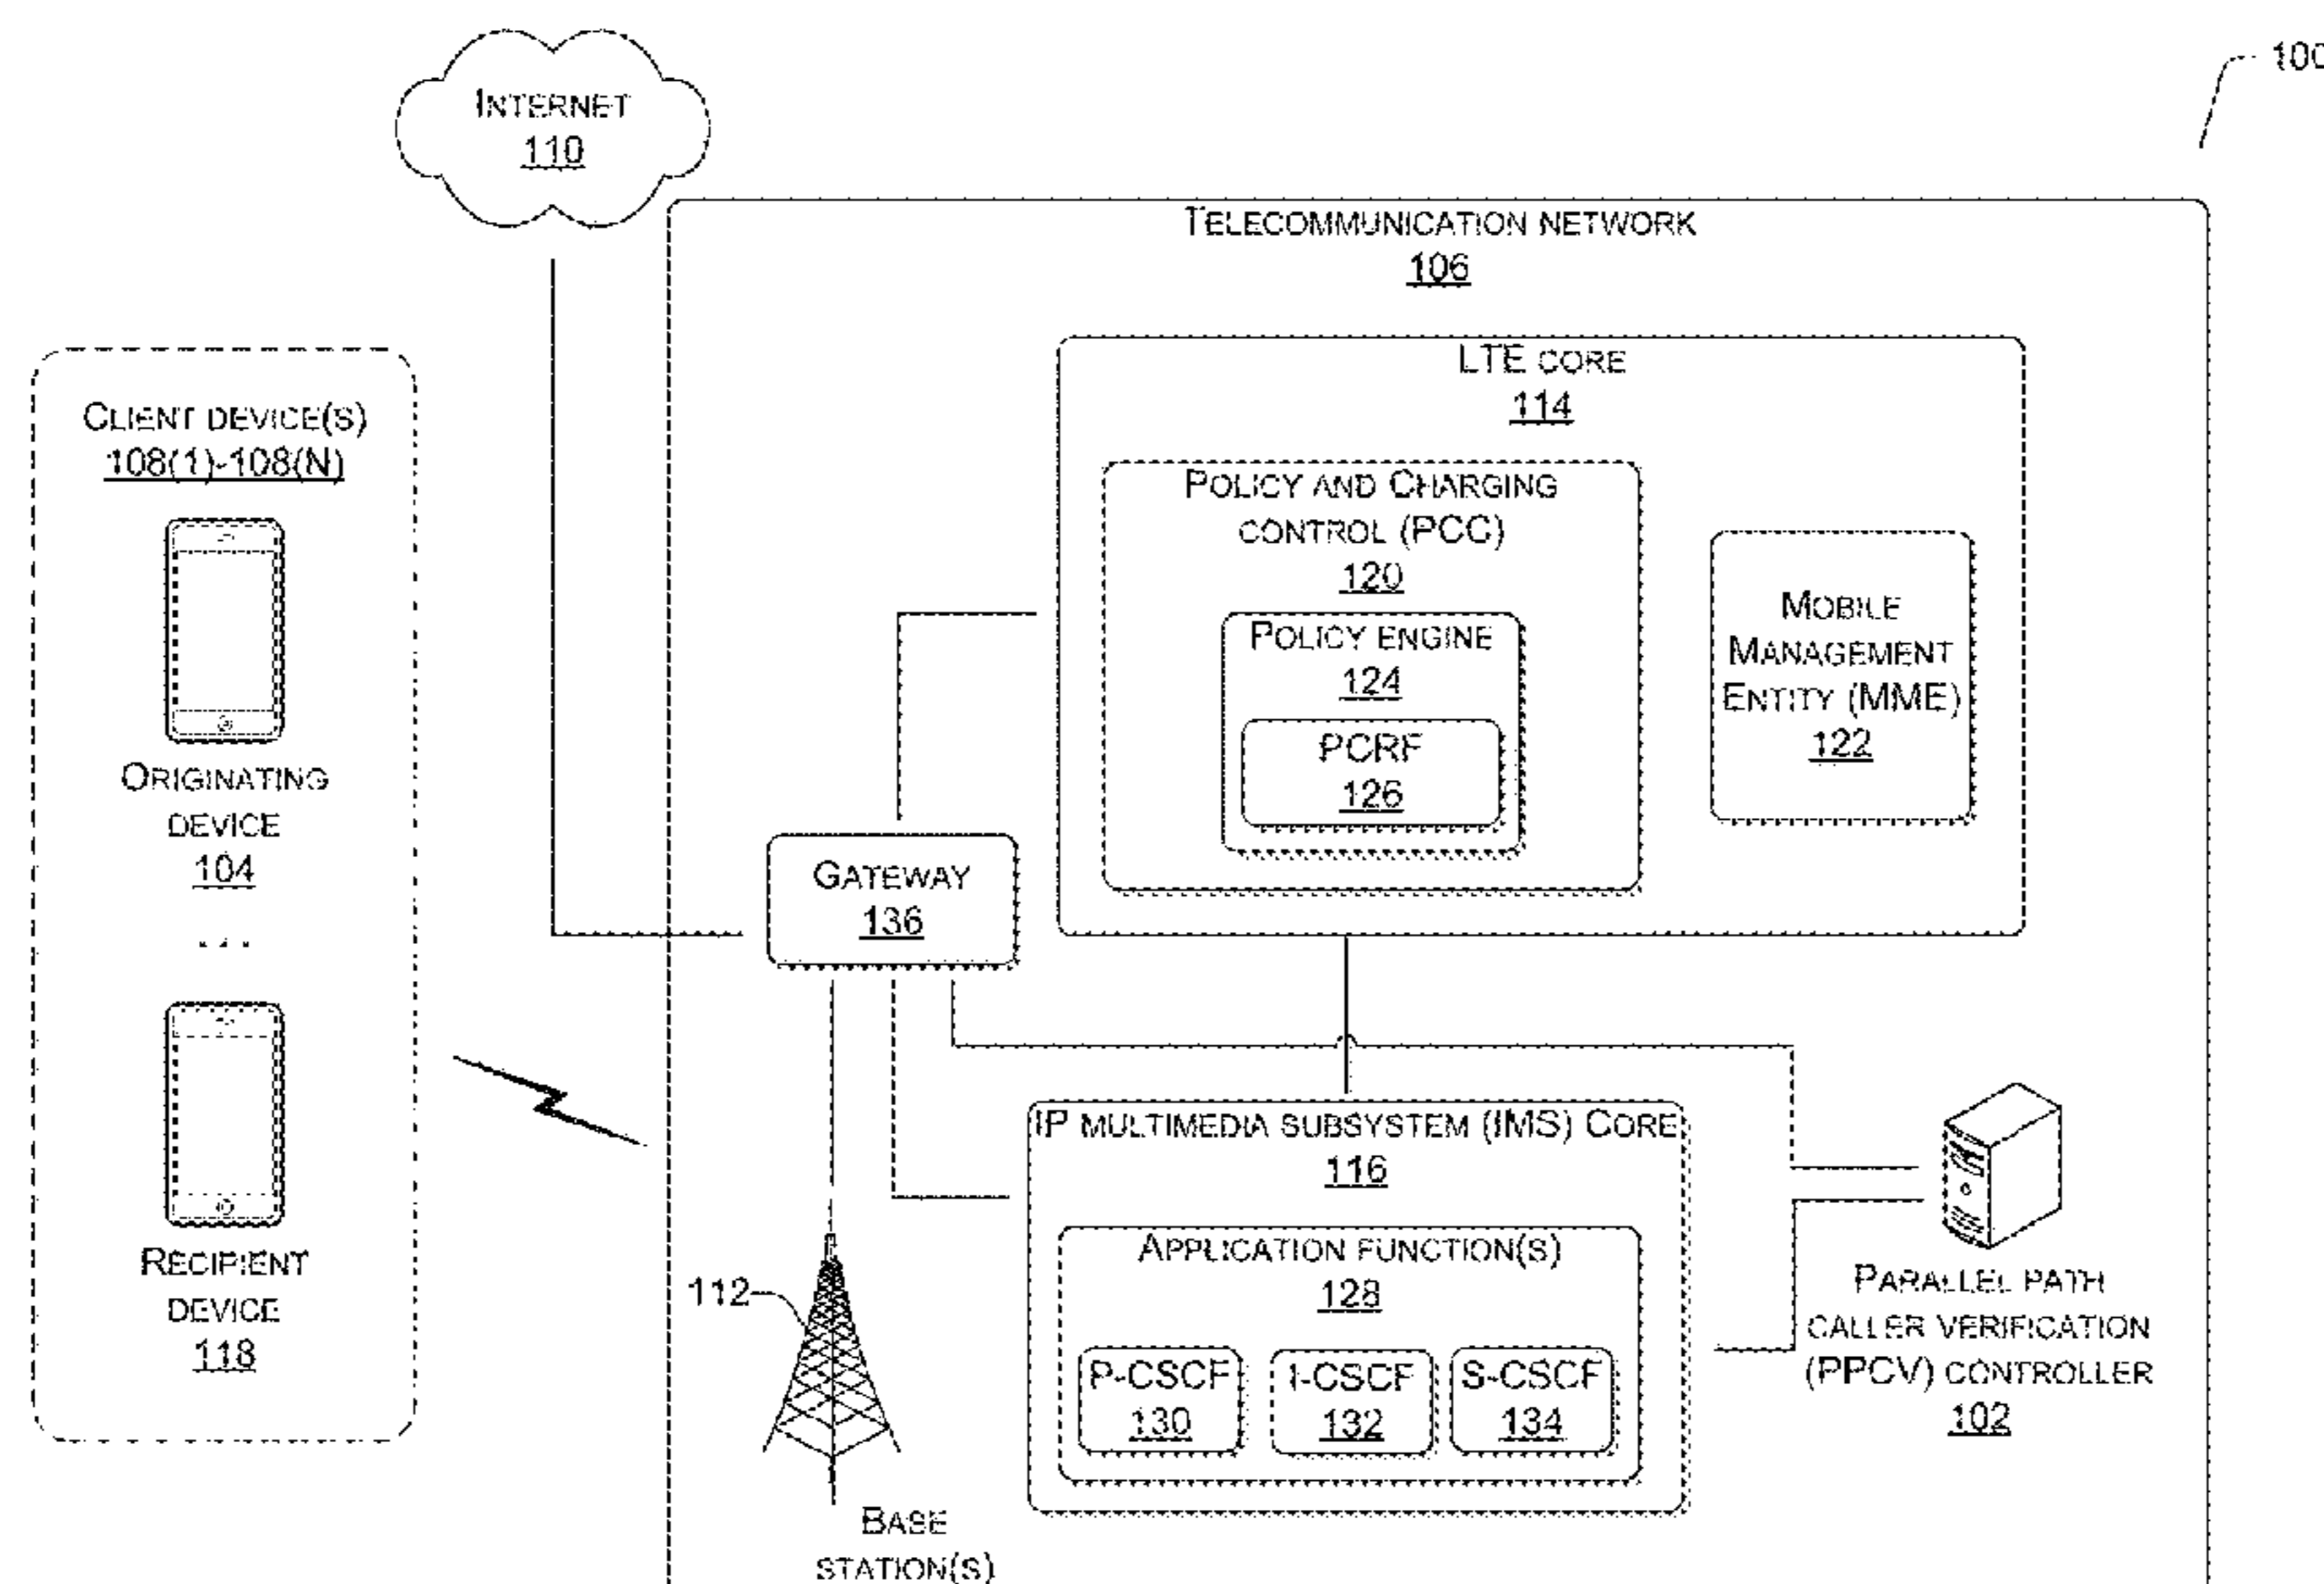 100
INTERNET
110
TELECOMMUNICATION NETWORK
106
LTE CORE
114
CLIENT DEVICE(S)
108(1)-108(N)
POLICY AND CHARGING
CONTROL (PCC)
120
POLICY ENGINE
124
PCRF
126
MOBILE
MANAGEMENT
ENTITY (MME)
122
ORIGINATING
DEVICE
104
...
GATEWAY
136
RECIPIENT
DEVICE
118
IP MULTIMEDIA SUBSYSTEM (IMS) CORE
116
APPLICATION FUNCTION(S)
128
P-CSCF
130
I-CSCF
132
S-CSCF
134
112
BASE
STATION(S)
PARALLEL PATH
CALLER VERIFICATION
(PPCV) CONTROLLER
102